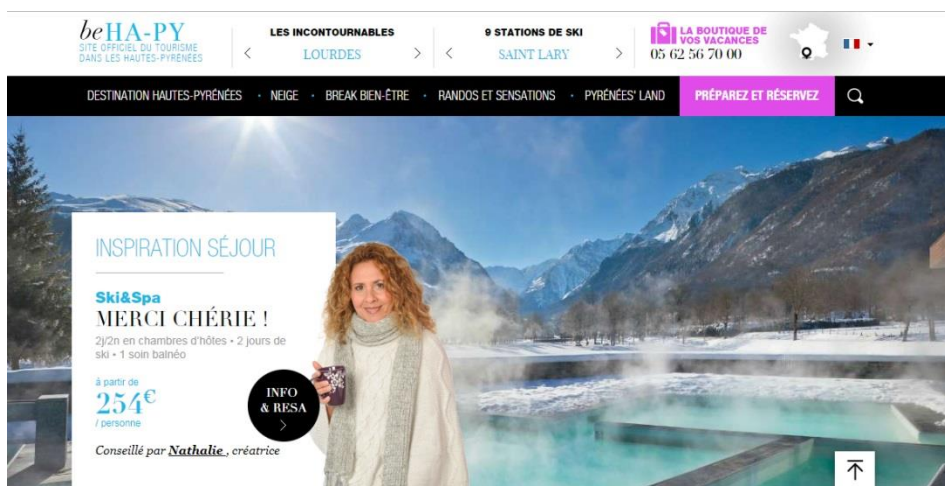 beHA-PY
SITE OFFICIEL DU TOURISME
DANS LES HAUTES-PYRÉNÉES
LES INCONTOURNABLES
LOURDES
9 STATIONS DE SKI
SAINT LARY
LA BOUTIQUE DE
VOS VACANCES
05 62 56 70 00
DESTINATION HAUTES-PYRÉNÉES • NEIGE • BREAK BIEN-ÊTRE • RANDOS ET SENSATIONS • PYRÉNÉES' LAND
PRÉPAREZ ET RÉSERVEZ
INSPIRATION SÉJOUR
Ski&Spa
MERCI CHÉRIE !
2j/2n en chambres d'hôtes • 2 jours de
ski • 1 soin balnéo
à partir de
254€
/ personne
INFO
& RESA
Conseillé par Nathalie , créatrice